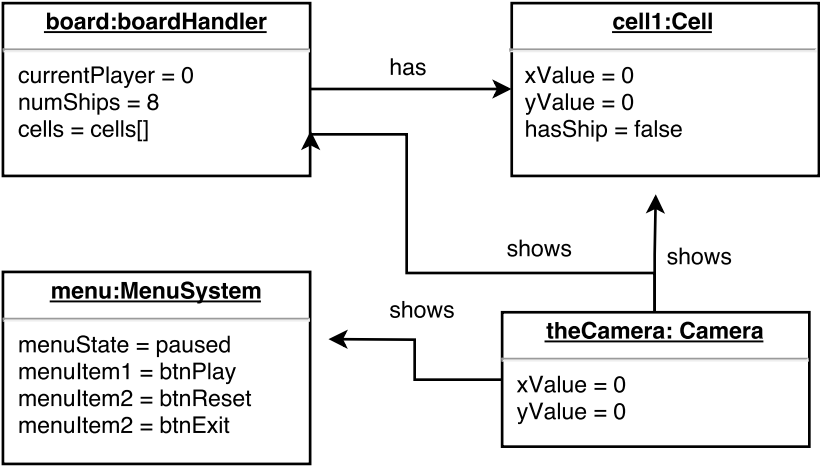 board:boardHandler
currentPlayer = 0
numShips = 8
cells = cells[]
has
cell1:Cell
xValue = 0
yValue = 0
hasShip = false
shows
shows
menu:MenuSystem
menuState = paused
menuItem1 = btnPlay
menuItem2 = btnReset
menuItem2 = btnExit
shows
theCamera: Camera
xValue = 0
yValue = 0